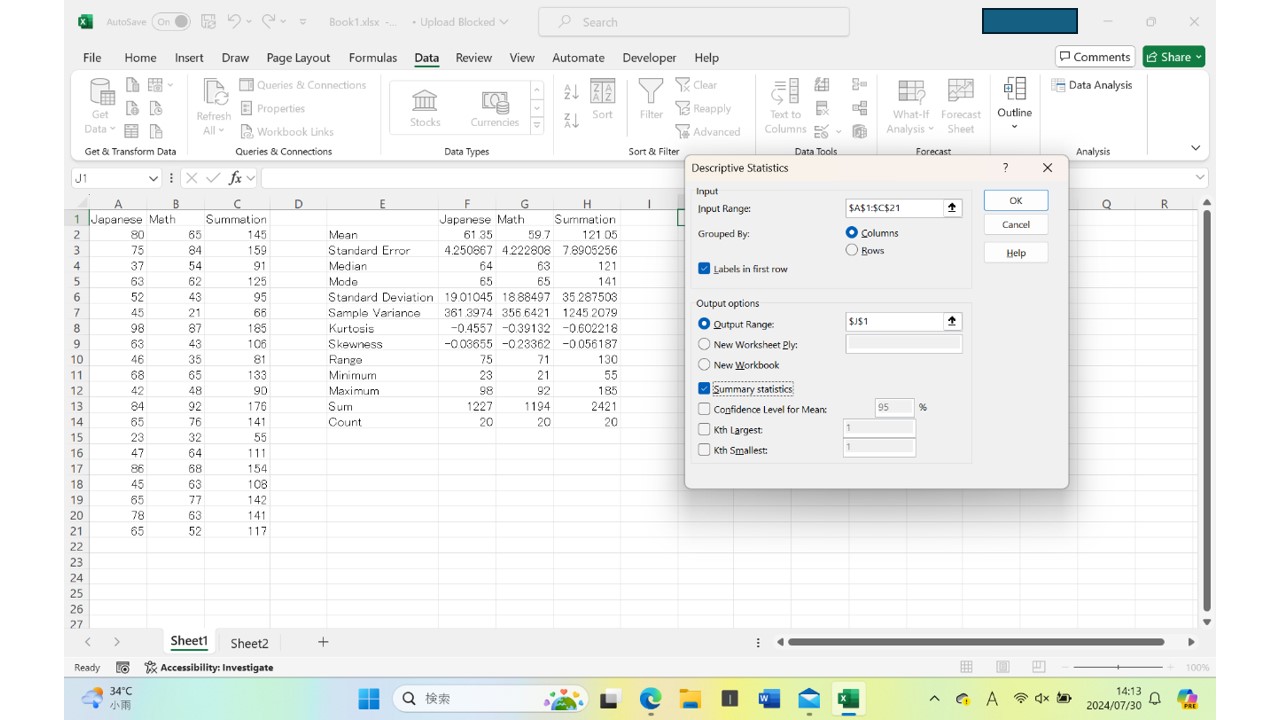 AutoSave On Book1.xlsx -... • Upload Blocked Search
File Home Insert Draw Page Layout Formulas Data Review View Automate Developer Help Comments Share
Get Data Refresh All Queries & Connections Properties Workbook Links Stocks Currencies Sort Filter Clear Reapply Advanced Text to Columns What-If Analysis Forecast Sheet Outline Data Analysis
Get & Transform Data Queries & Connections Data Types Sort & Filter Data Tools Forecast Analysis
J1 fx
A B C D E F G H I Q R
1 Japanese Math Summation Japanese Math Summation
2 80 65 145 Mean 61.35 59.7 121.05
3 75 84 159 Standard Error 4.250867 4.222808 7.8905256
4 37 54 91 Median 64 63 121
5 63 62 125 Mode 65 65 141
6 52 43 95 Standard Deviation 19.01045 18.88497 35.287503
7 45 21 66 Sample Variance 361.3974 356.6421 1245.2079
8 98 87 185 Kurtosis -0.4557 -0.39132 -0.602218
9 63 43 106 Skewness -0.03655 -0.23362 -0.056187
10 46 35 81 Range 75 71 130
11 68 65 133 Minimum 23 21 55
12 42 48 90 Maximum 98 92 185
13 84 92 176 Sum 1227 1194 2421
14 65 76 141 Count 20 20 20
15 23 32 55
16 47 64 111
17 86 68 154
18 45 63 108
19 65 77 142
20 78 63 141
21 65 52 117
22
23
24
25
26
27
Descriptive Statistics ?
Input
Input Range: $A$1:$C$21 OK
Grouped By: Columns Cancel
Rows Help
Labels in first row
Output options
Output Range: $J$1
New Worksheet Ply:
New Workbook
Summary statistics
Confidence Level for Mean: 95 %
Kth Largest: 1
Kth Smallest: 1
Sheet1 Sheet2 +
Ready Accessibility: Investigate 100%
34°C
小雨
検索
A
14:13
2024/07/30
PRE